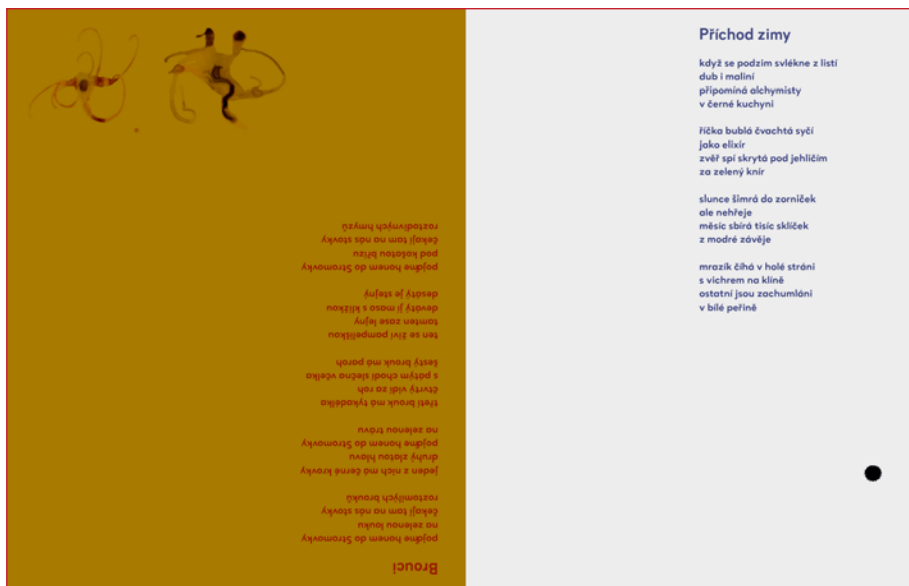 Brouci
pojďme honem do Stromovky
na zelenou louku
čekají tam na nás stovky
roztomilých brouků
jeden z nich má černé krovky
druhý zlatou hlavu
pojďme honem do Stromovky
na zelenou trávu
třetí brouk má tykadélka
čtvrtý vidí za roh
s pátým chodí slečna včelka
šestý brouk má paroh
ten se živí pampeliškou
tamten zase lejny
devátý jí maso s knížkou
desátý je stejný
pojďme honem do Stromovky
pod košatou břízu
čekají tam na nás stovky
roztodivných hmyzů
Příchod zimy
když se podzim svlékne z listí
dub i maliní
připomíná alchymisty
v černé kuchyni
říčka bublá čvachtá syčí
jako elixír
zvěř spí skrytá pod jehličím
za zelený knír
slunce šimrá do zorniček
ale nehřeje
měsíc sbírá tisíc sklíček
z modré závěje
mrazík číhá v holé stráni
s vichrem na klíně
ostatní jsou zachumláni
v bílé peřině